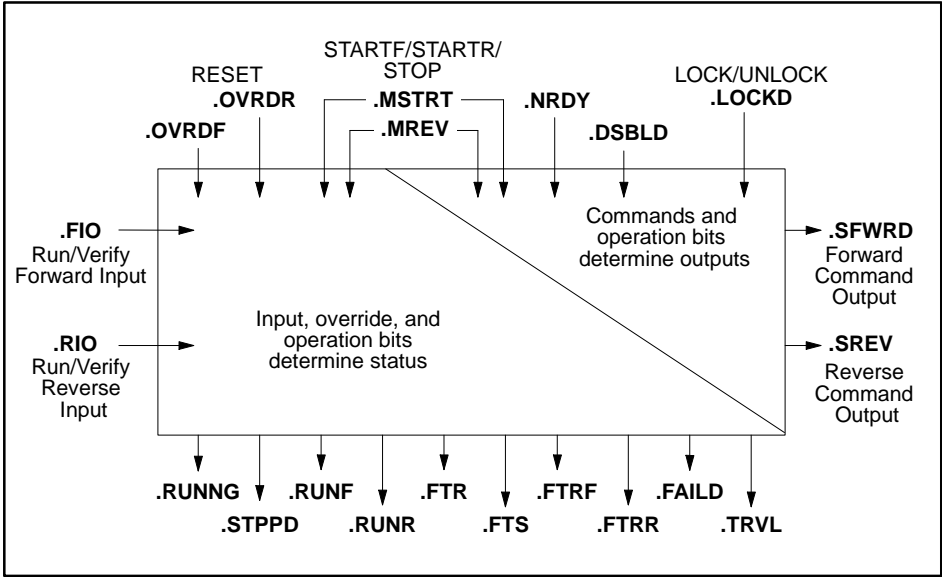 STARTF/STARTR/
STOP
RESET
LOCK/UNLOCK
.OVRDR
.MSTRT
.NRDY
.LOCKD
.OVRDF
.MREV
.DSBLD
.FIO
Run/Verify
Forward Input
Commands and
operation bits
determine outputs
.SFWRD
Forward
Command
Output
Input, override, and
operation bits
determine status
.RIO
Run/Verify
Reverse
Input
.SREV
Reverse
Command
Output
.RUNNG
.RUNF
.FTR
.FTRF
.FAILD
.STPPD
.RUNR
.FTS
.FTRR
.TRVL